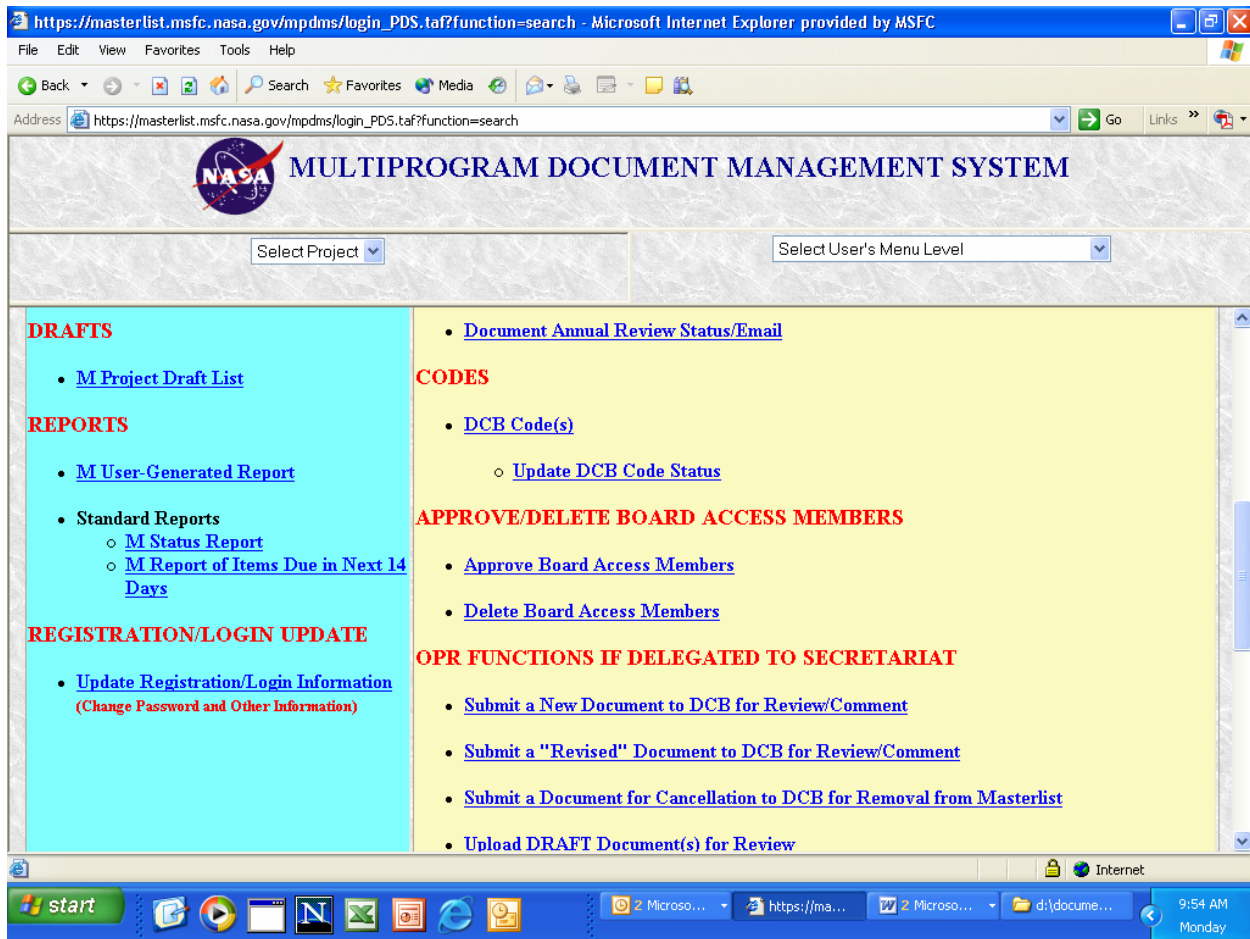 https://masterlist.msfc.nasa.gov/mpdms/login_PDS.taf?function=search - Microsoft Internet Explorer provided by MSFC
File Edit View Favorites Tools Help
Back Search Favorites Media
Address https://masterlist.msfc.nasa.gov/mpdms/login_PDS.taf?function=search Go Links »
NASA
MULTIPROGRAM DOCUMENT MANAGEMENT SYSTEM
Select Project
Select User's Menu Level
DRAFTS
• M Project Draft List
REPORTS
• M User-Generated Report
• Standard Reports
○ M Status Report
○ M Report of Items Due in Next 14
Days
REGISTRATION/LOGIN UPDATE
• Update Registration/Login Information
(Change Password and Other Information)
• Document Annual Review Status/Email
CODES
• DCB Code(s)
○ Update DCB Code Status
APPROVE/DELETE BOARD ACCESS MEMBERS
• Approve Board Access Members
• Delete Board Access Members
OPR FUNCTIONS IF DELEGATED TO SECRETARIAT
• Submit a New Document to DCB for Review/Comment
• Submit a "Revised" Document to DCB for Review/Comment
• Submit a Document for Cancellation to DCB for Removal from Masterlist
• Upload DRAFT Document(s) for Review
Internet
start
2 Microso...
https://ma...
2 Microso...
d:\docume...
9:54 AM
Monday